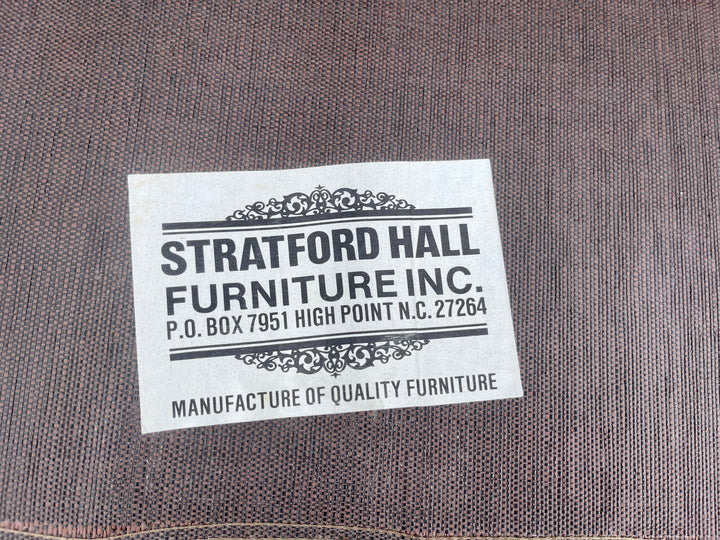 STRATFORD HALL
FURNITURE INC.
P.O. BOX 7951 HIGH POINT N.C. 27264
MANUFACTURE OF QUALITY FURNITURE